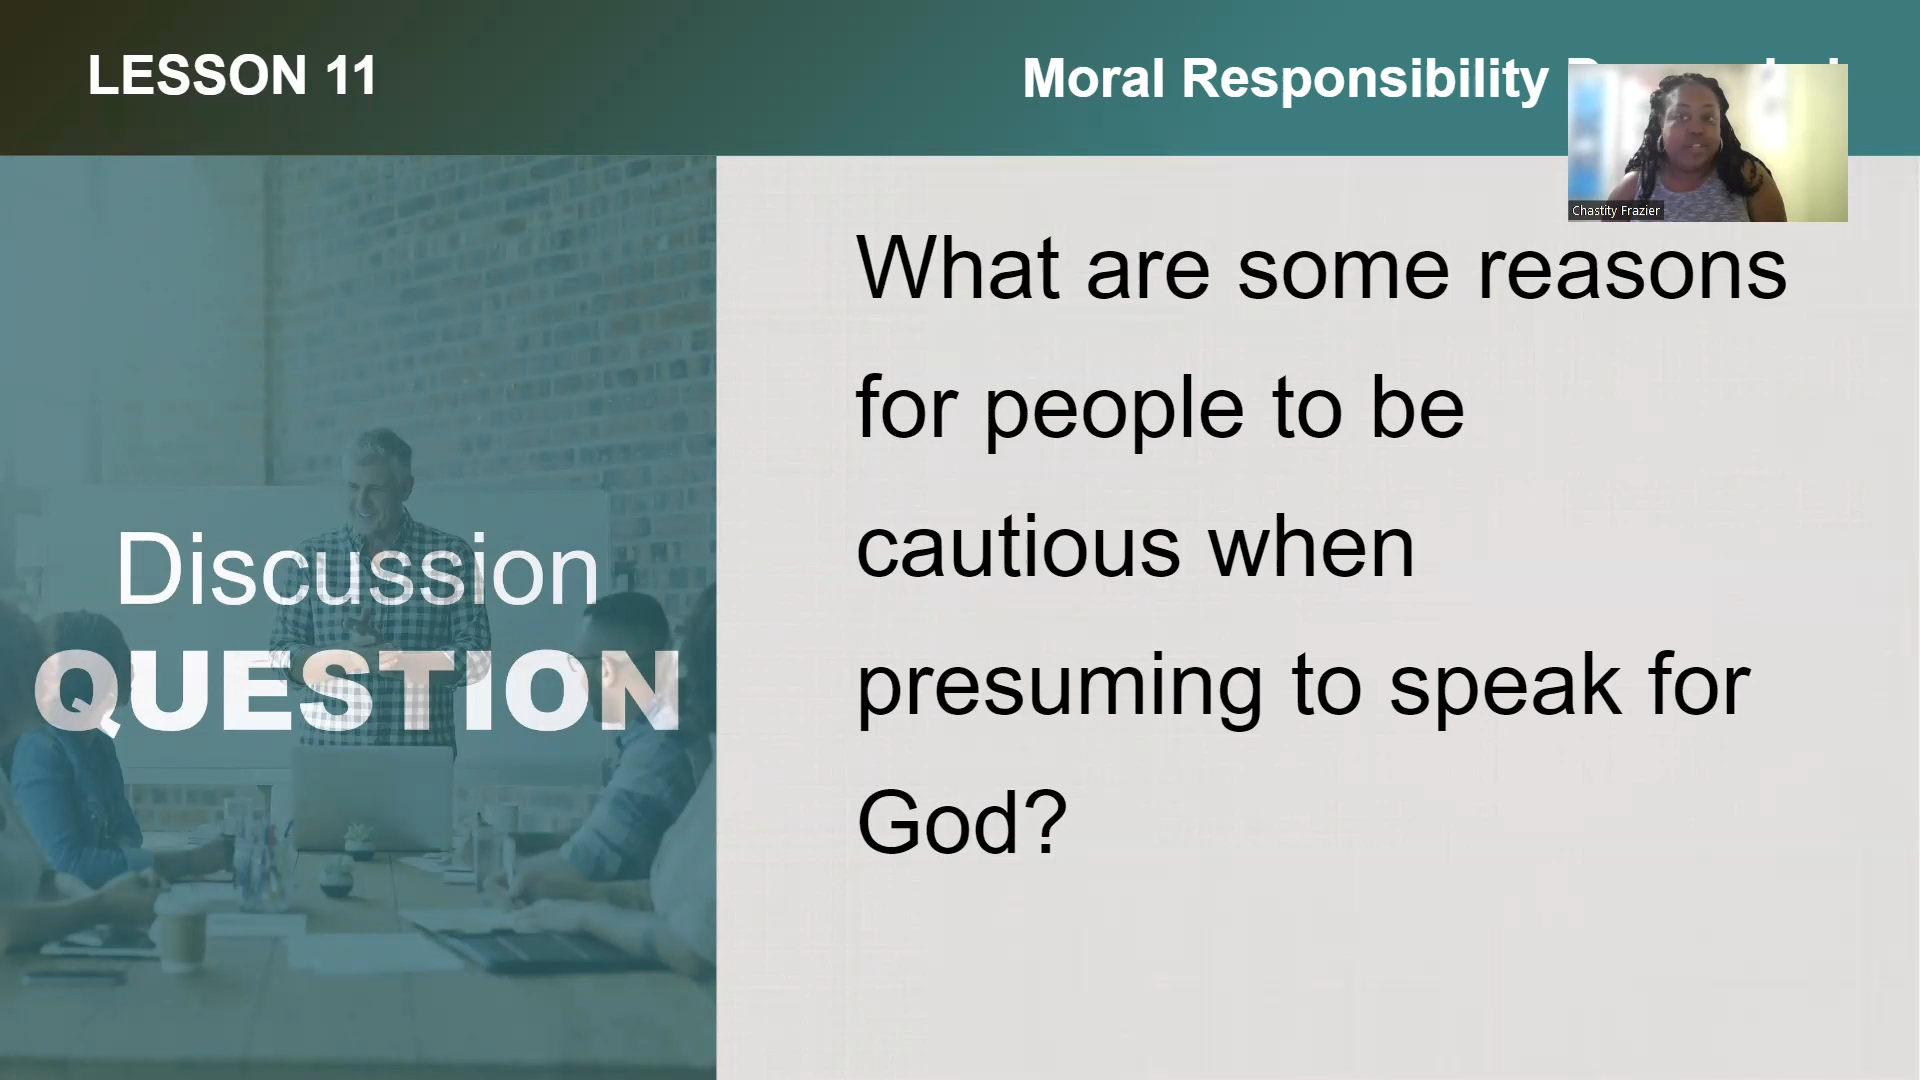 LESSON 11
Moral Responsibility
Chastity Frazier
What are some reasons
for people to be
cautious when
presuming to speak for
God?
Discussion
QUESTION